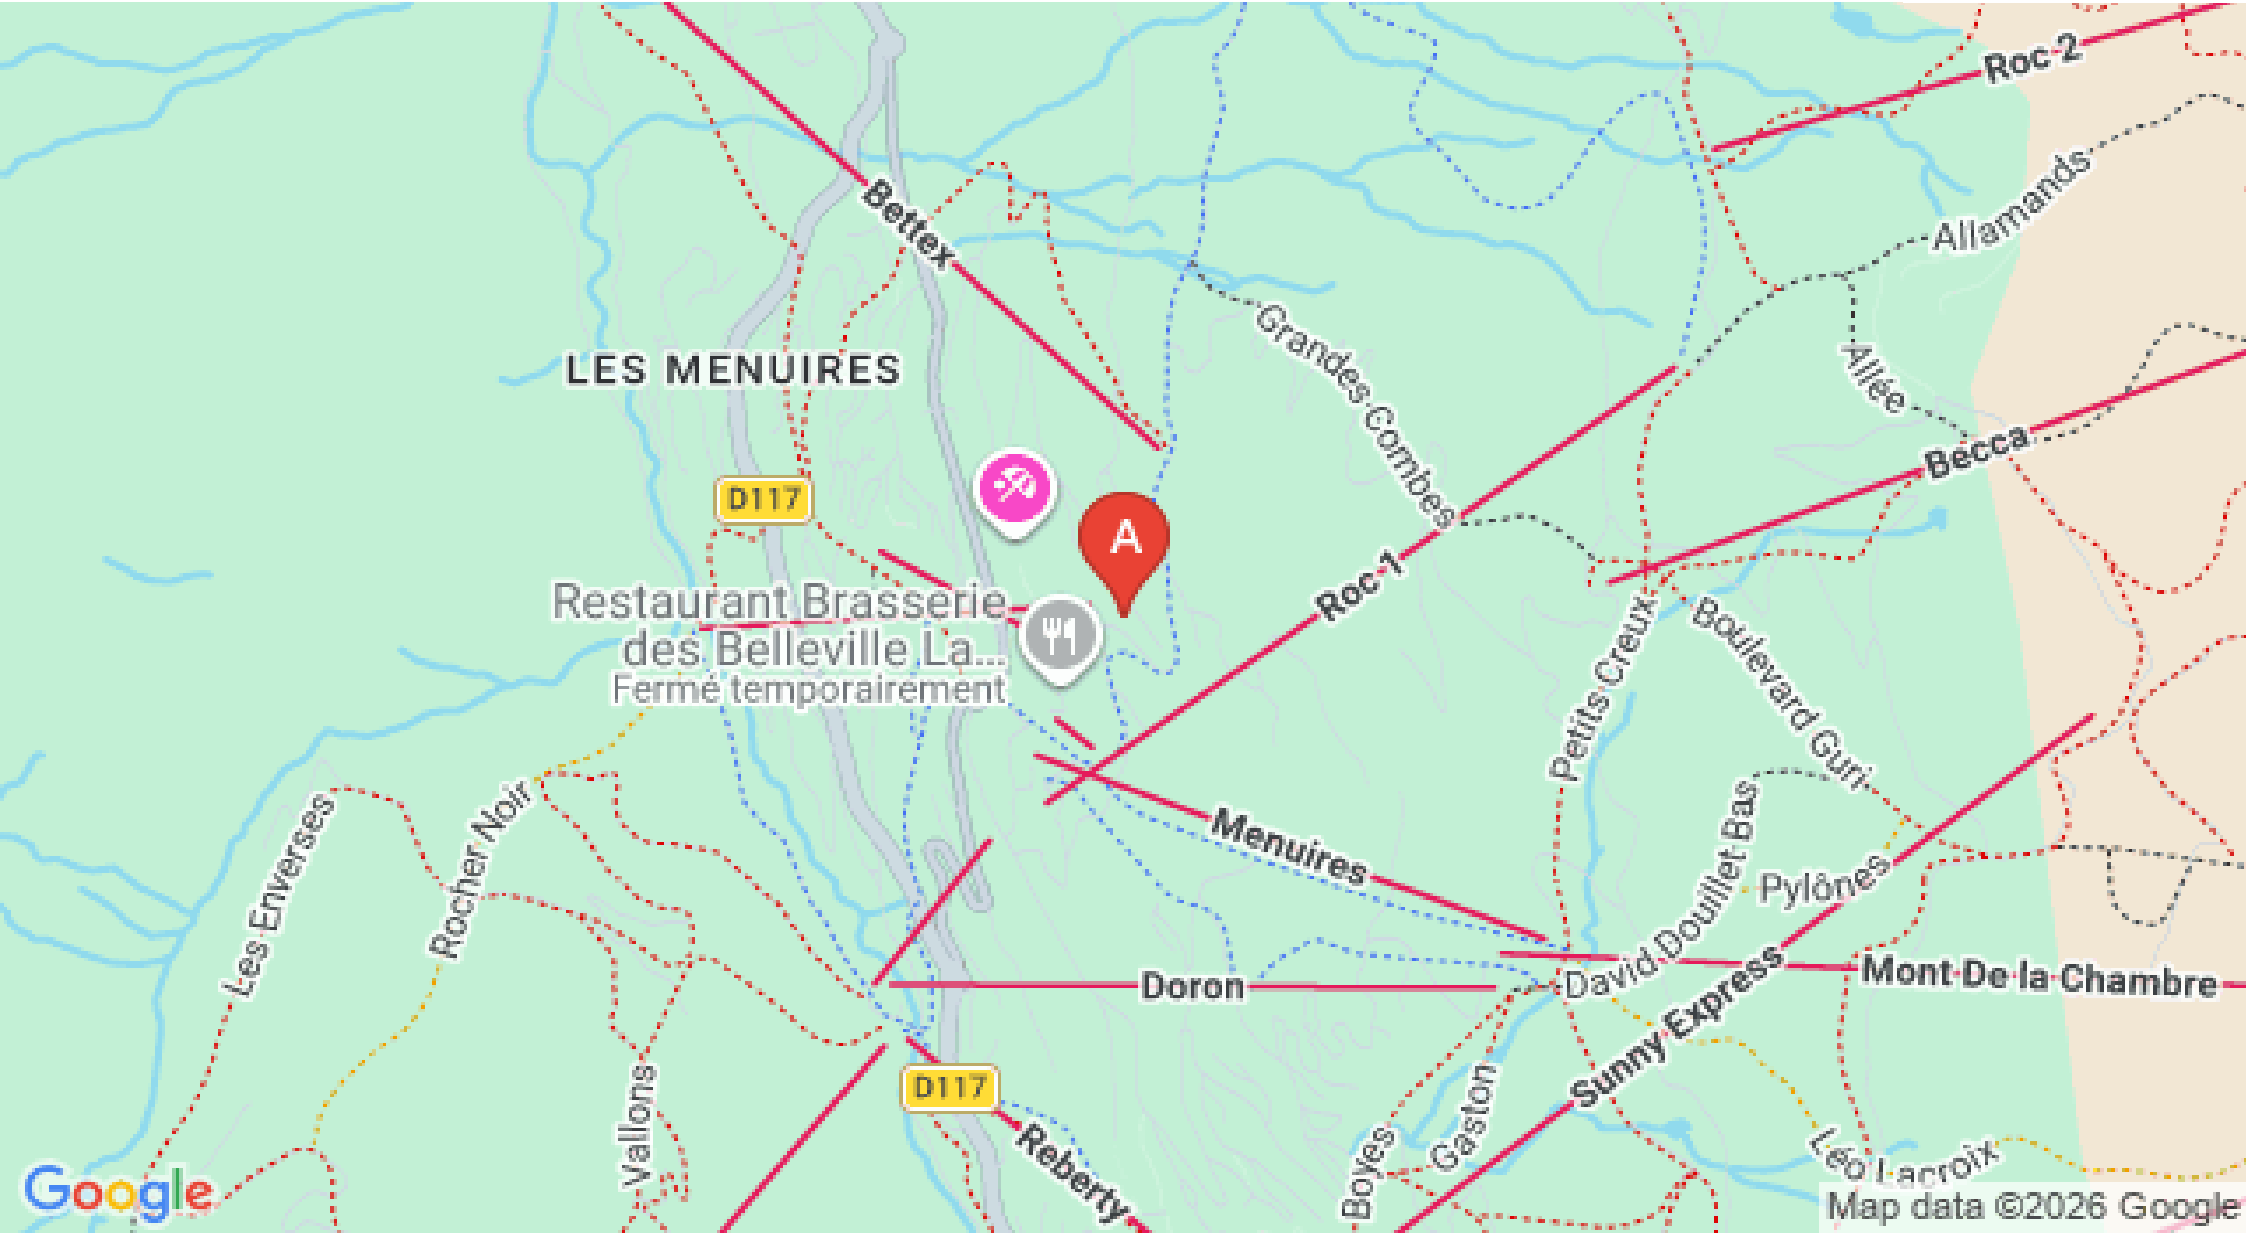 Roc 2
Allamands
Bettex
Grandes Combes
LES MENUIRES
Allée
Becca
D117
A
Roc 1
Restaurant Brasserie
des Belleville La...
Fermé temporairement
Petits Creux
Boulevard Guri
Les Enverses
Rocher Noir
Menuires
David Douillet Bas
Pylônes
Doron
Mont De la Chambre
Sunny Express
D117
Vallons
Reberty
Boyes
Gaston
Léo Lacroix
Google
Map data ©2026 Google